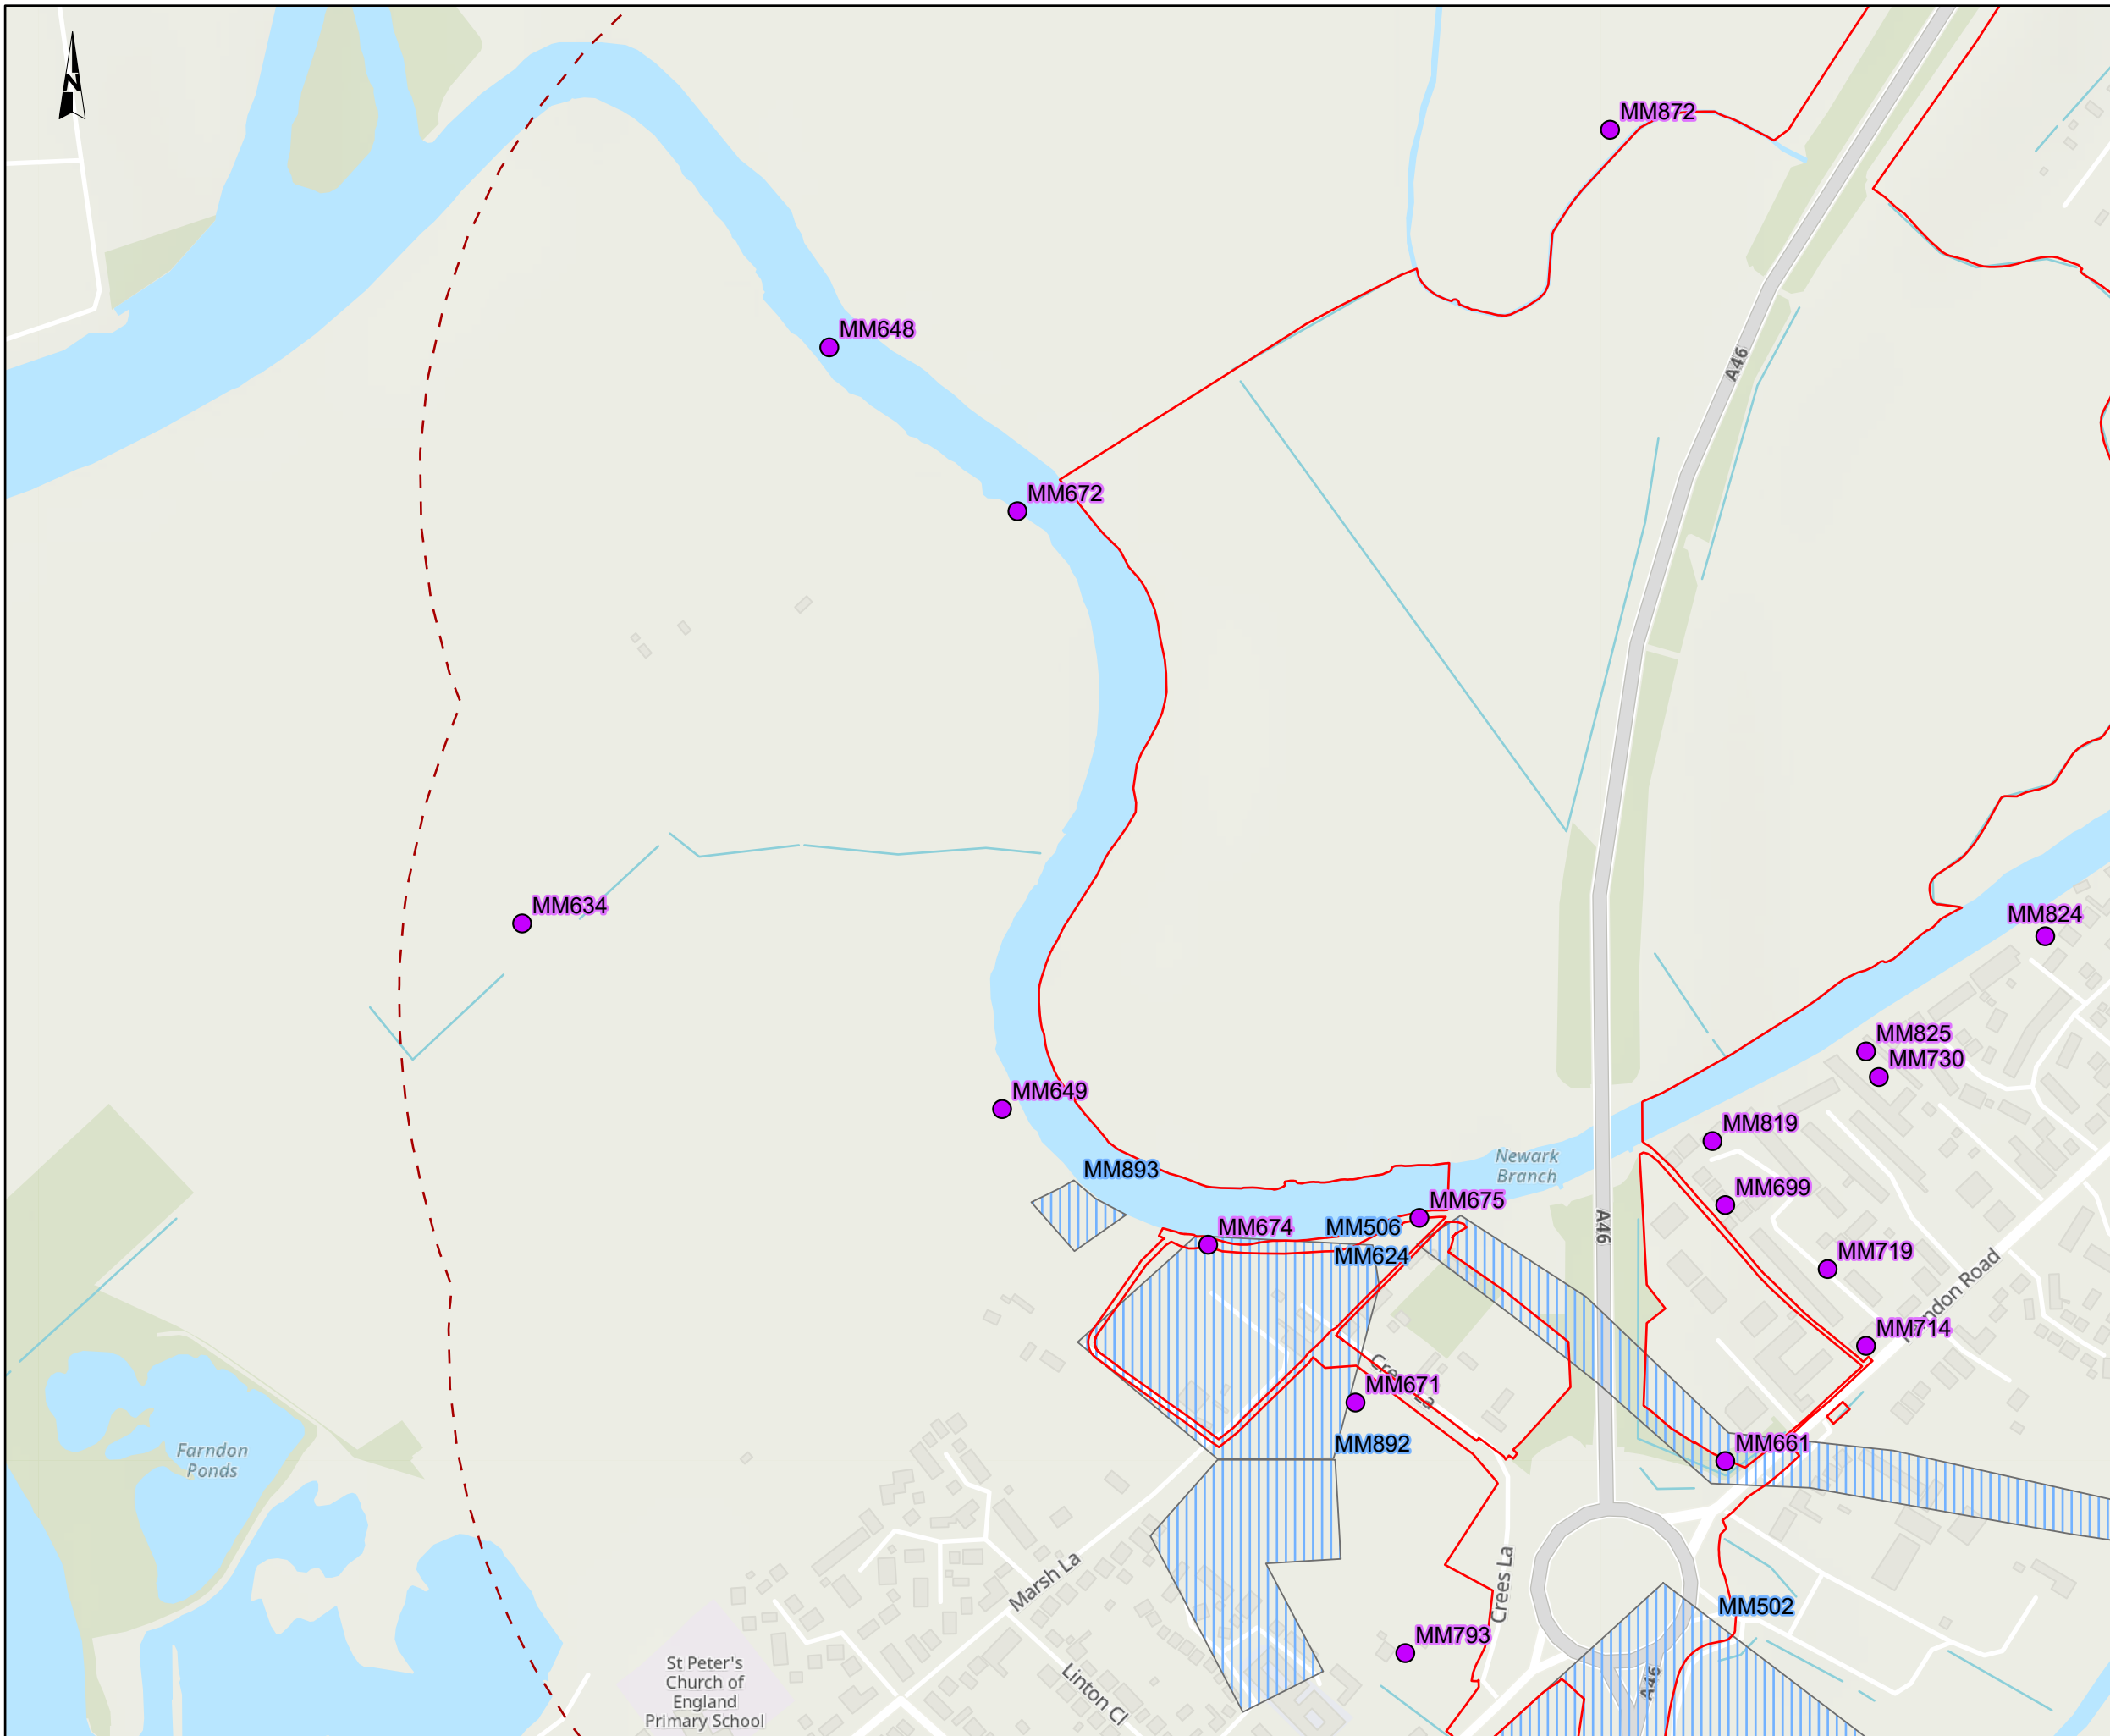 N
MM872
MM648
A46
MM672
MM634
MM824
MM825
MM730
MM649
MM819
MM893
Newark
Branch
MM699
MM675
MM674
MM506
A46
MM624
MM719
Farndon Road
MM714
Crees La
MM671
MM661
MM892
Farndon
Ponds
Marsh La
Crees La
MM502
MM793
St Peter's
Church of
England
Primary School
Linton Cl
A46